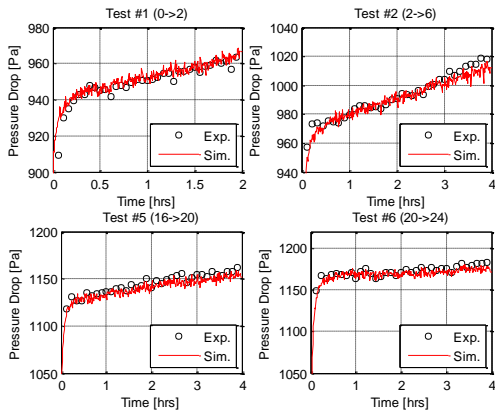 Test #1 (0->2)
980
960
940
920
900
Pressure Drop [Pa]
0
0.5
1
1.5
2
Time [hrs]
Exp.
Sim.
Test #2 (2->6)
1040
1020
1000
980
960
940
Pressure Drop [Pa]
0
1
2
3
4
Time [hrs]
Exp.
Sim.
Test #5 (16->20)
1200
1150
1100
1050
Pressure Drop [Pa]
0
1
2
3
4
Time [hrs]
Exp.
Sim.
Test #6 (20->24)
1200
1150
1100
1050
Pressure Drop [Pa]
0
1
2
3
4
Time [hrs]
Exp.
Sim.